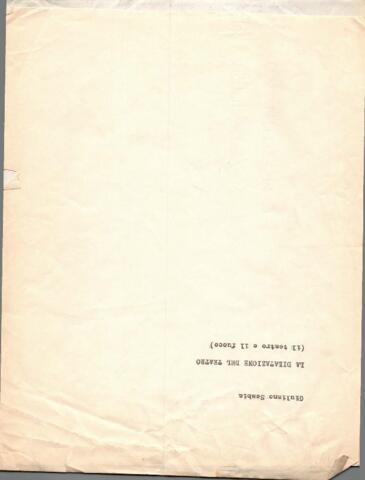 Giuliano Scabia
LA DILATAZIONE DEL TEATRO
(il teatro e il fuoco)